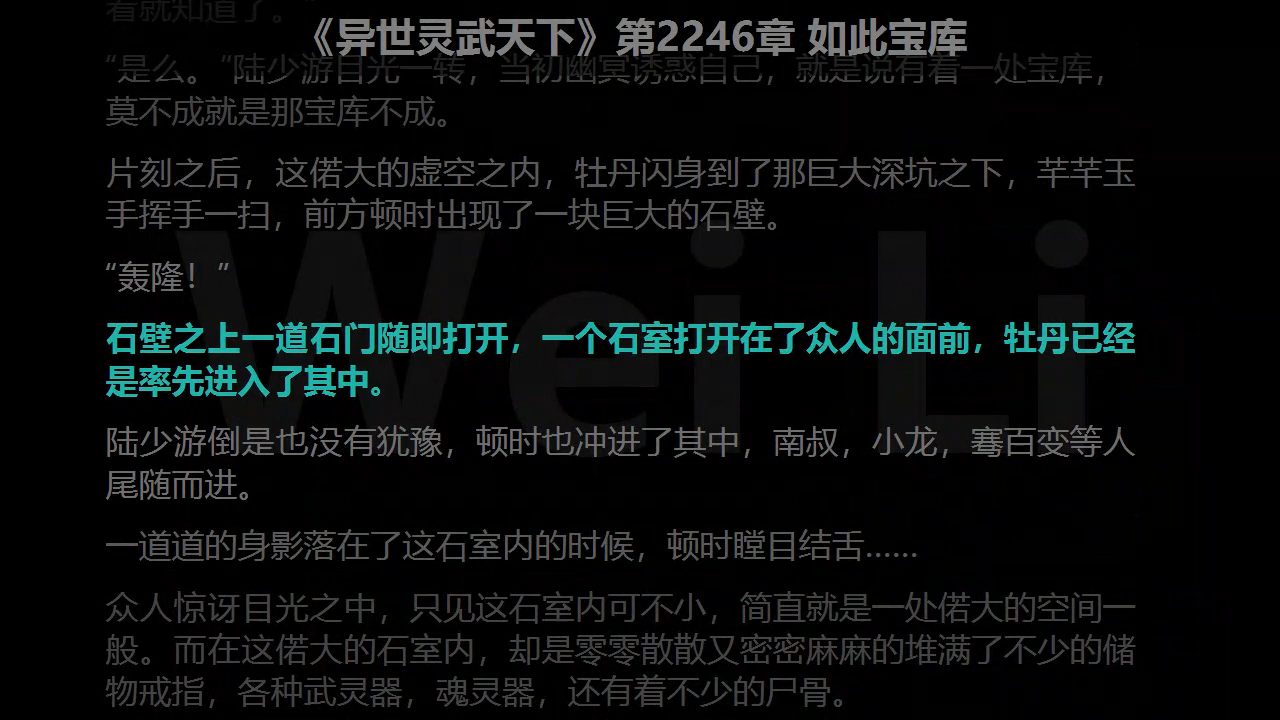 看就知道了。”
《异世灵武天下》第2246章 如此宝库
“是么。”陆少游目光一转，当初幽冥诱惑自己，就是说有着一处宝库，
莫不成就是那宝库不成。
片刻之后，这偌大的虚空之内，牡丹闪身到了那巨大深坑之下，芊芊玉
手挥手一扫，前方顿时出现了一块巨大的石壁。
“轰隆！”
石壁之上一道石门随即打开，一个石室打开在了众人的面前，牡丹已经
是率先进入了其中。
陆少游倒是也没有犹豫，顿时也冲进了其中，南叔，小龙，骞百变等人
尾随而进。
一道道的身影落在了这石室内的时候，顿时瞠目结舌……
众人惊讶目光之中，只见这石室内可不小，简直就是一处偌大的空间一
般。而在这偌大的石室内，却是零零散散又密密麻麻的堆满了不少的储
物戒指，各种武灵器，魂灵器，还有着不少的尸骨。
Wei Li